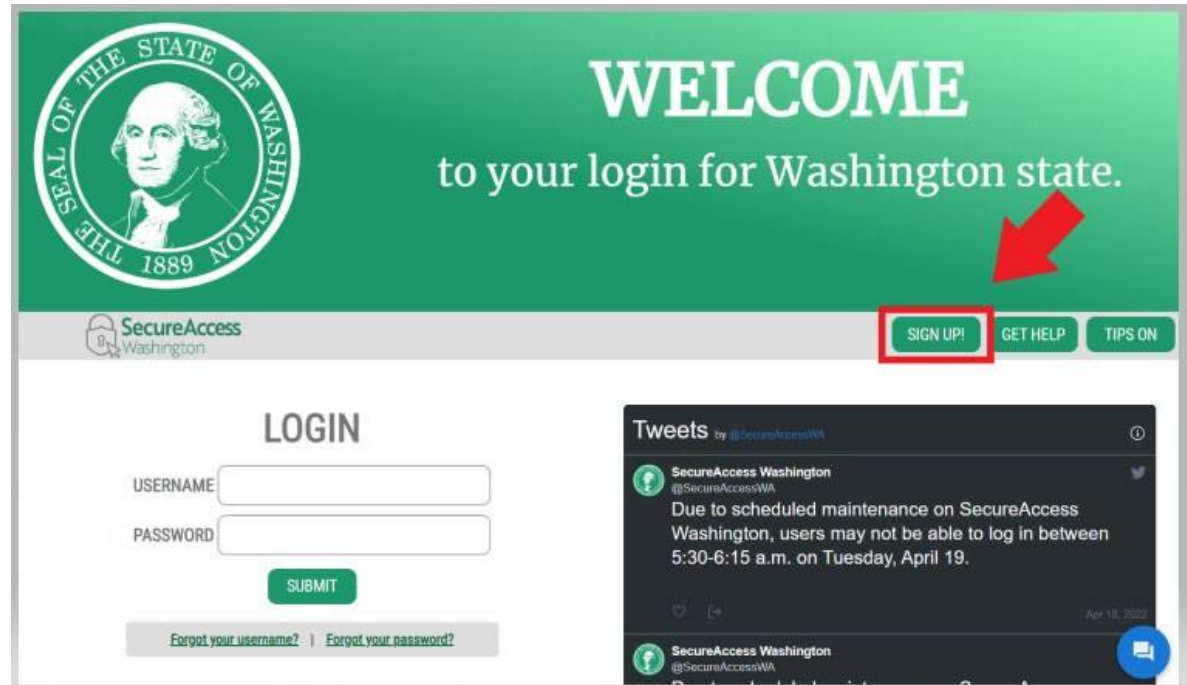 THE SEAL OF THE STATE OF WASHINGTON
1889
WELCOME
to your login for Washington state.
SecureAccess
Washington
SIGN UP!
GET HELP
TIPS ON
LOGIN
USERNAME
PASSWORD
SUBMIT
Forgot your username? | Forgot your password?
Tweets by @SecureAccessWA
SecureAccess Washington
@SecureAccessWA
Due to scheduled maintenance on SecureAccess
Washington, users may not be able to log in between
5:30-6:15 a.m. on Tuesday, April 19.
Apr 18, 2022
SecureAccess Washington
@SecureAccessWA